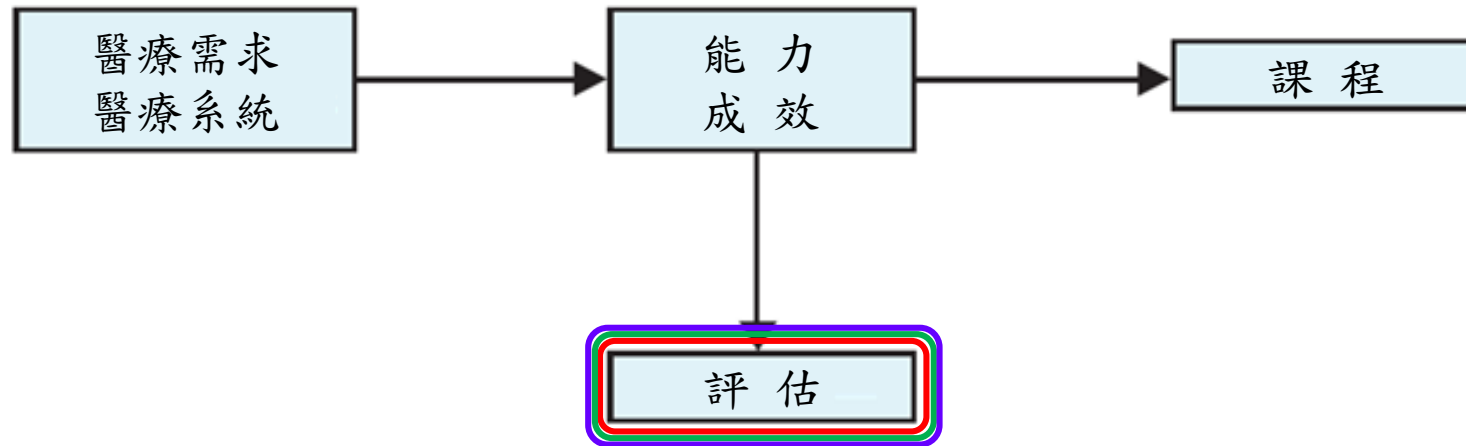 醫療需求
醫療系統
能 力
成 效
課 程
評 估